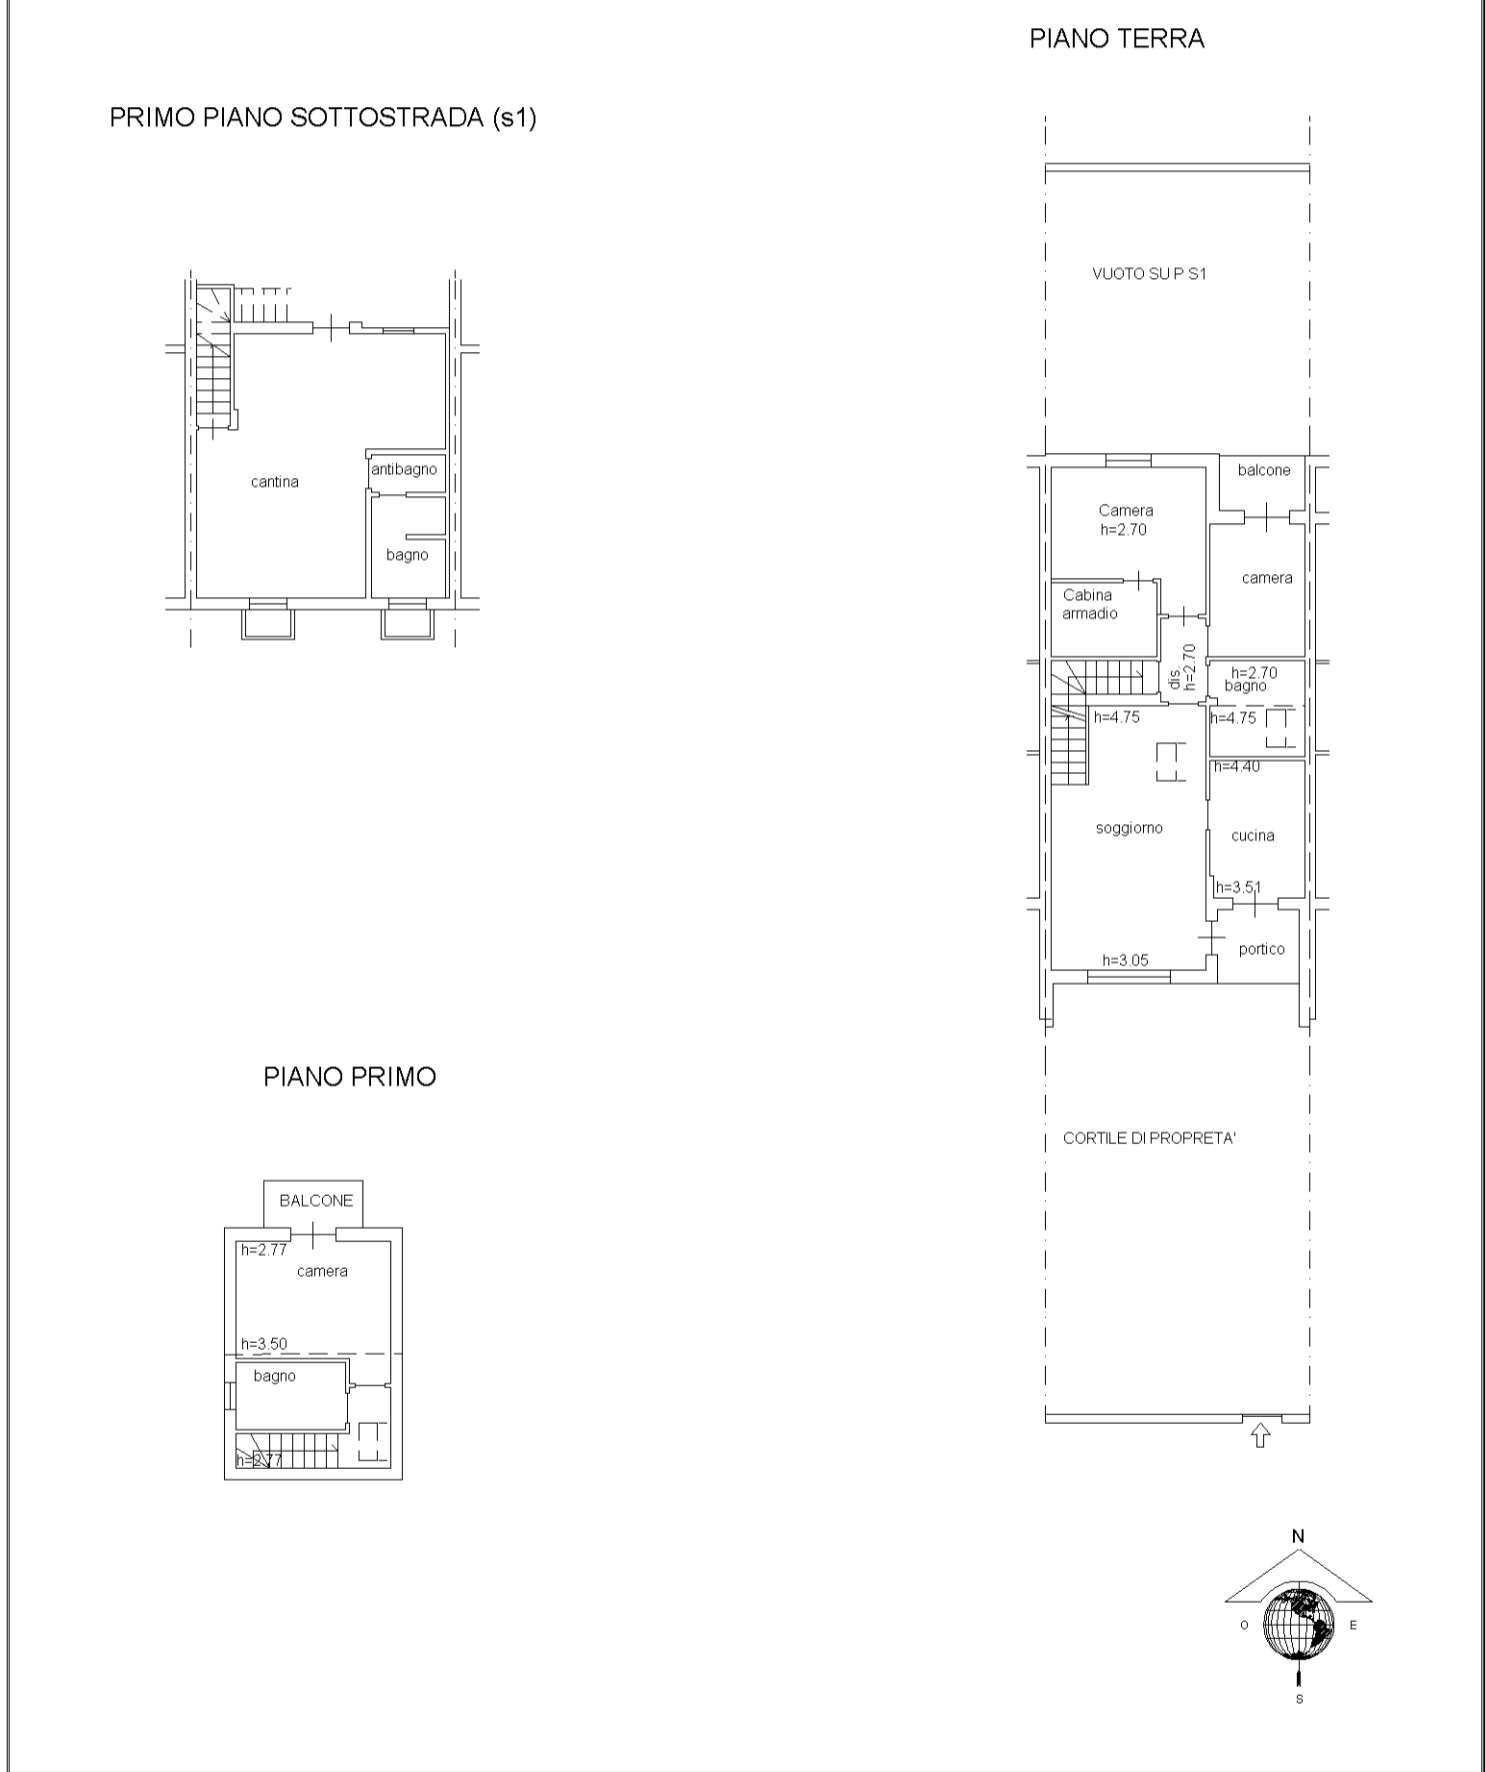 PIANO TERRA
PRIMO PIANO SOTTOSTRADA (s1)
VUOTO SU P S1
antibagno
cantina
bagno
balcone
Camera
h=2.70
camera
Cabina
armadio
dis.
h=2.70
h=2.70
bagno
h=4.75
h=4.75
h=4.40
soggiorno
cucina
h=3.51
portico
h=3.05
CORTILE DI PROPRETA'
PIANO PRIMO
BALCONE
h=2.77
camera
h=3.50
bagno
h=2.77
N
O
E
S